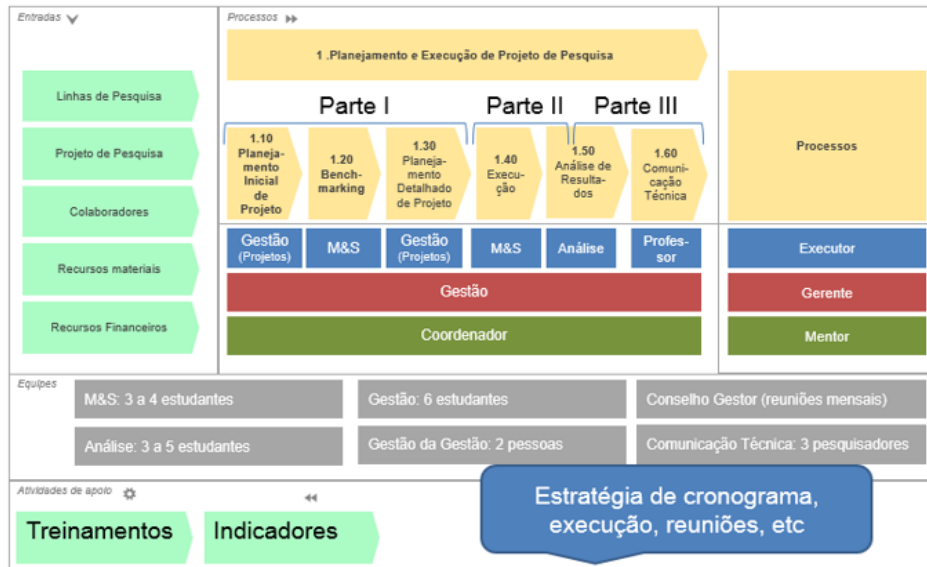 Entradas
Processos
1 .Planejamento e Execução de Projeto de Pesquisa
Linhas de Pesquisa
Projeto de Pesquisa
Colaboradores
Recursos materiais
Recursos Financeiros
Parte I
Parte II
Parte III
1.10
Planeja-
mento
Inicial
de
Projeto
1.20
Bench-
marking
1.30
Planeja-
mento
Detalhado
de Projeto
1.40
Execu-
ção
1.50
Análise de
Resulta-
dos
1.60
Comuni-
cação
Técnica
Processos
Gestão
(Projetos)
M&S
Gestão
(Projetos)
M&S
Análise
Profes-
sor
Executor
Gestão
Gerente
Coordenador
Mentor
Equipes
M&S: 3 a 4 estudantes
Gestão: 6 estudantes
Conselho Gestor (reuniões mensais)
Análise: 3 a 5 estudantes
Gestão da Gestão: 2 pessoas
Comunicação Técnica: 3 pesquisadores
Atividades de apoio
Treinamentos
Indicadores
Estratégia de cronograma,
execução, reuniões, etc